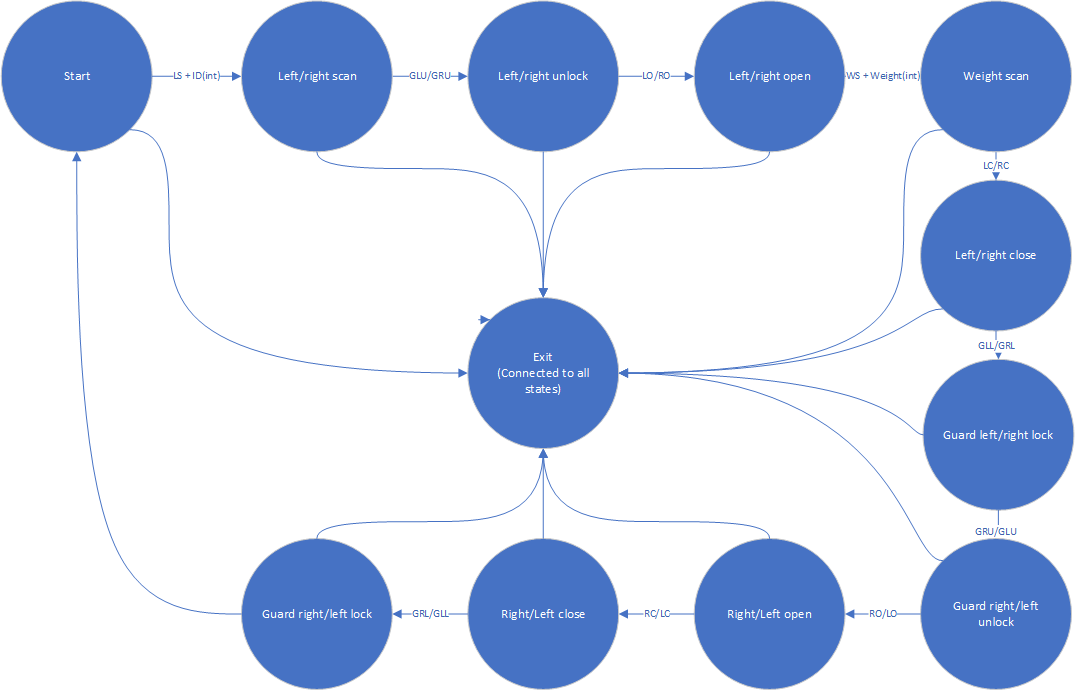 Start
LS + ID(int)
Left/right scan
GLU/GRU
Left/right unlock
LO/RO
Left/right open
WS + Weight(int)
Weight scan
LC/RC
Left/right close
GLL/GRL
Exit
(Connected to all
states)
Guard left/right lock
GRU/GLU
Guard right/left lock
GRL/GLL
Right/Left close
RC/LC
Right/Left open
RO/LO
Guard right/left
unlock